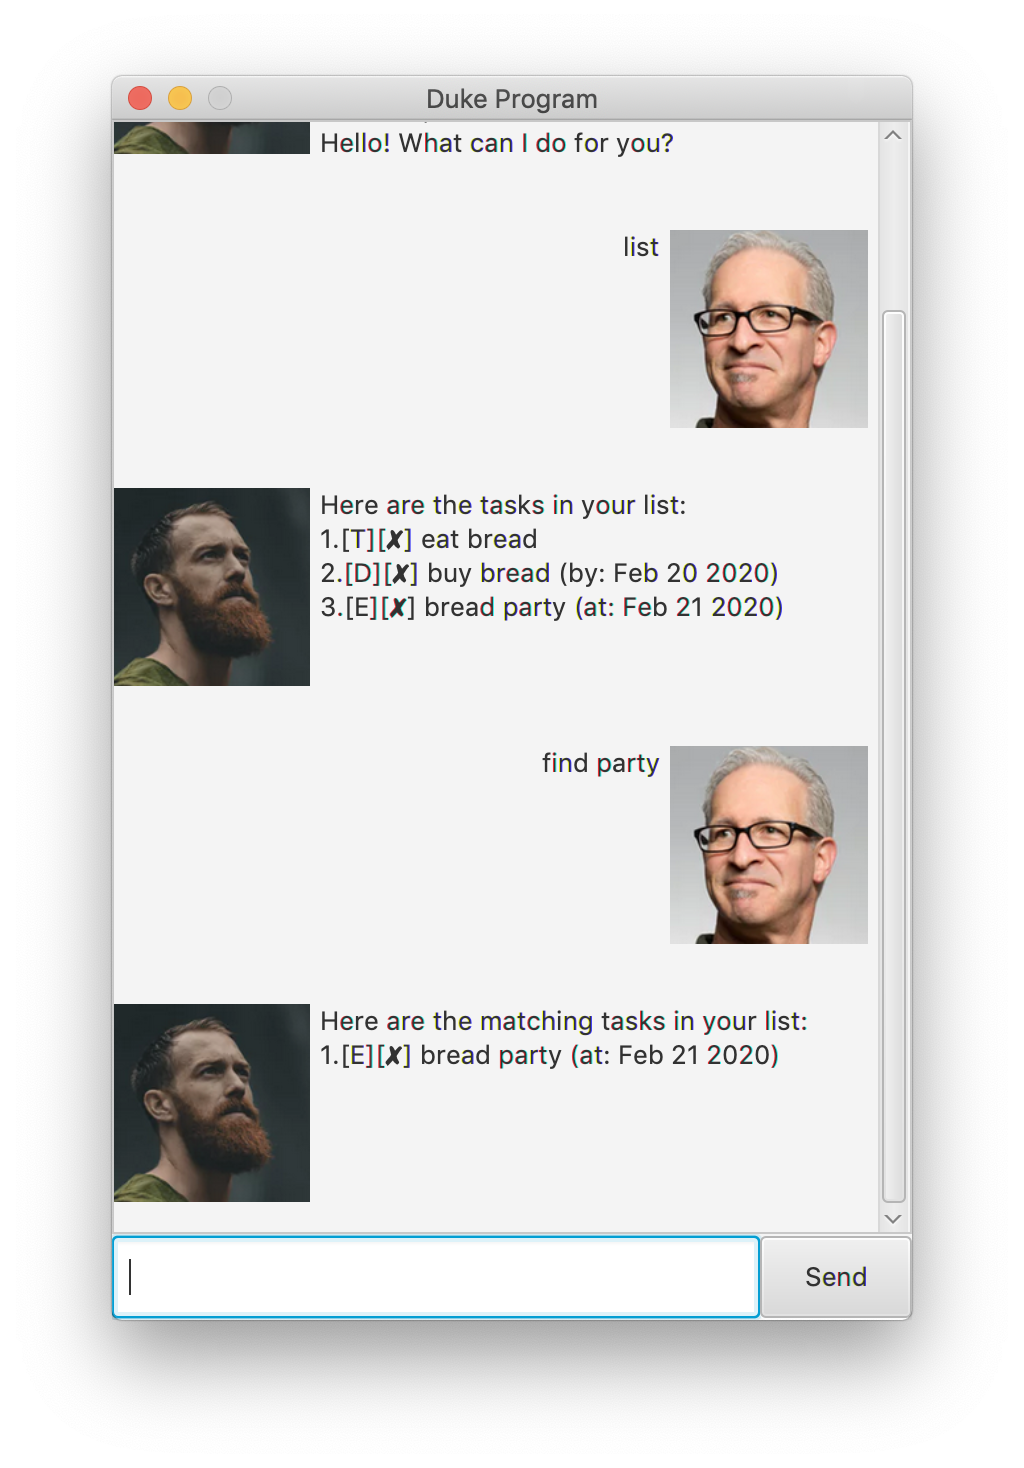 Duke Program
Hello! What can I do for you?
list
Here are the tasks in your list:
1.[T][✘] eat bread
2.[D][✘] buy bread (by: Feb 20 2020)
3.[E][✘] bread party (at: Feb 21 2020)
find party
Here are the matching tasks in your list:
1.[E][✘] bread party (at: Feb 21 2020)
Send